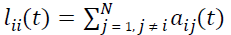 $l_{ii}(t) = \sum_{j=1, j \neq i}^{N} a_{ij}(t)$